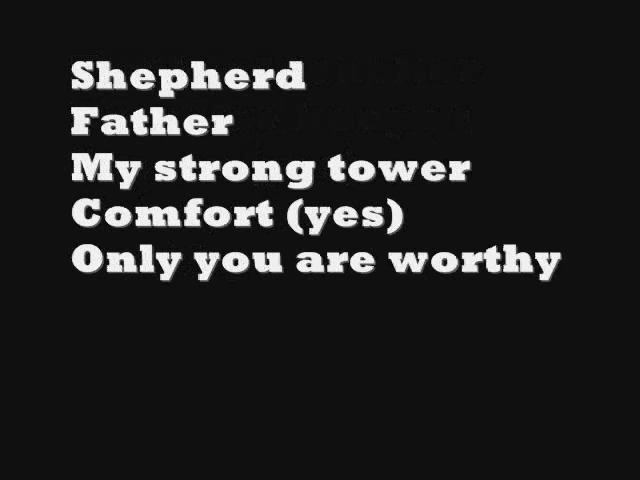 Shepherd
Father
My strong tower
Comfort (yes)
Only you are worthy